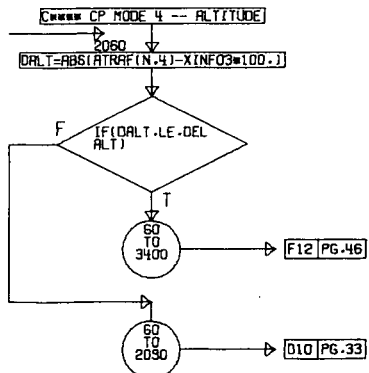 C**** CP MODE 4 -- ALTITUDE
2060
DALT=ABS(ATRAF(N,4)-XINFO3*100.)
F
IF(DALT.LE.DEL
ALT)
T
GO
TO
3400
F12 PG.46
GO
TO
2090
D10 PG.33